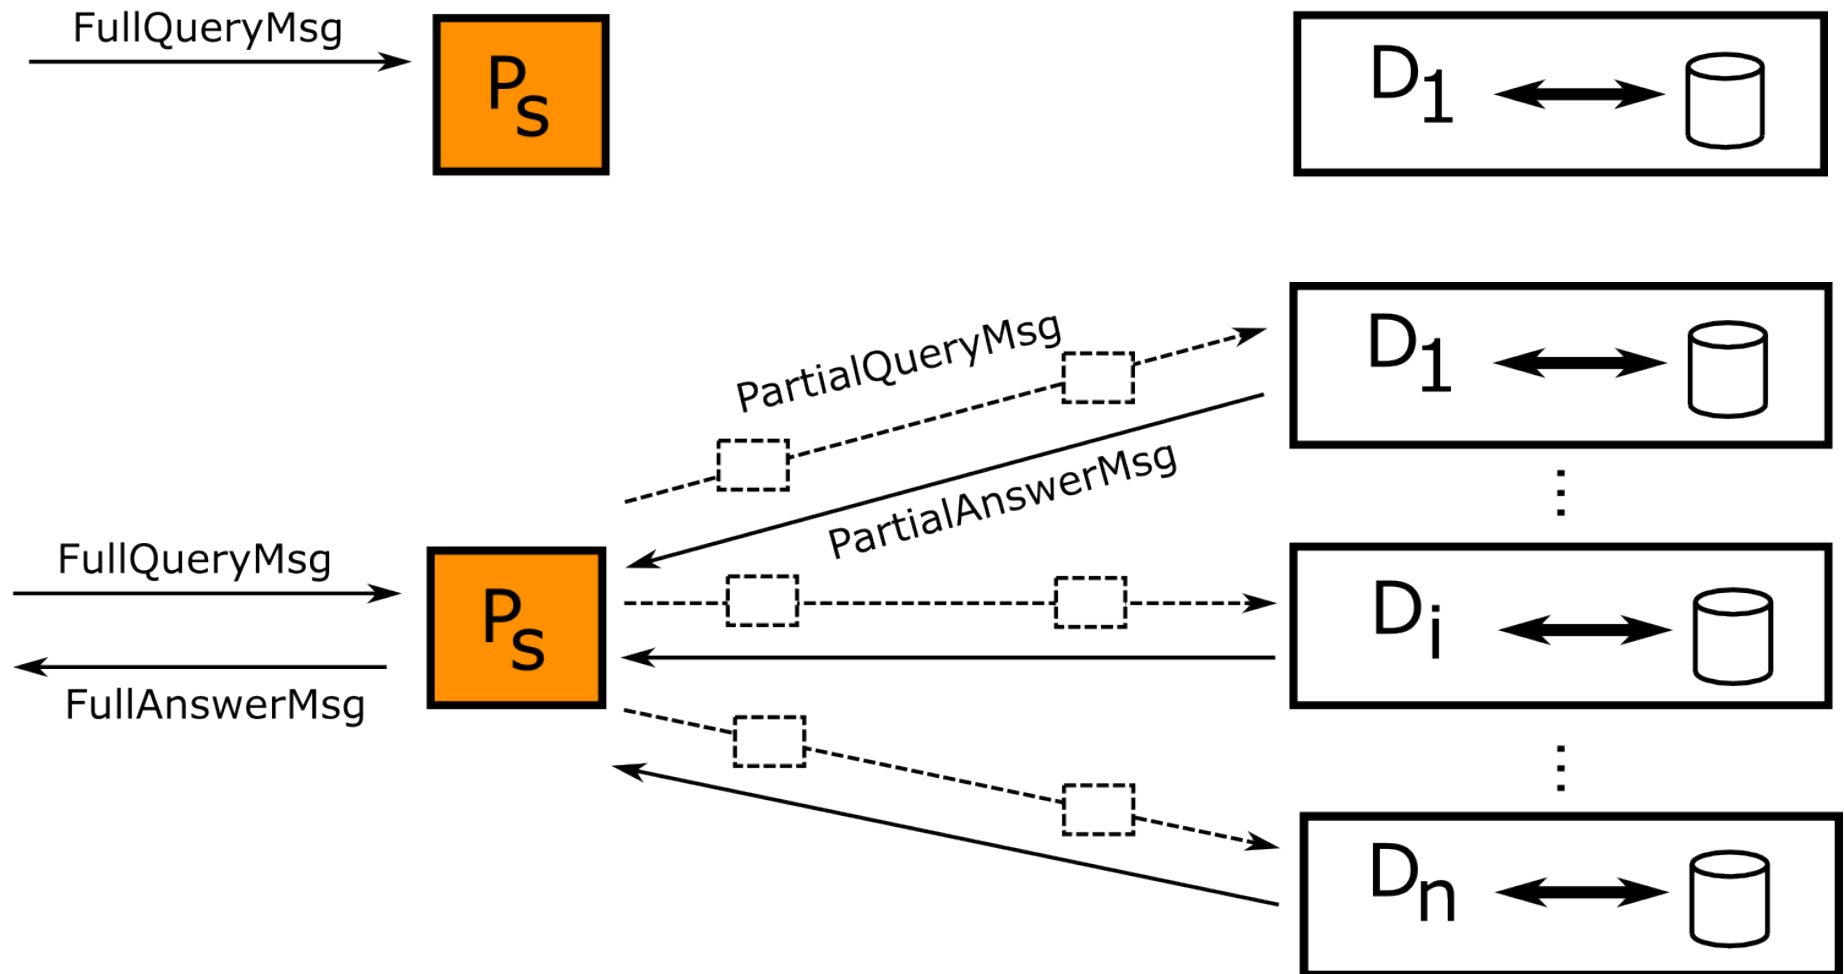 FullQueryMsg
Ps
D1
PartialQueryMsg
D1
PartialAnswerMsg
FullQueryMsg
Ps
Di
FullAnswerMsg
Dn